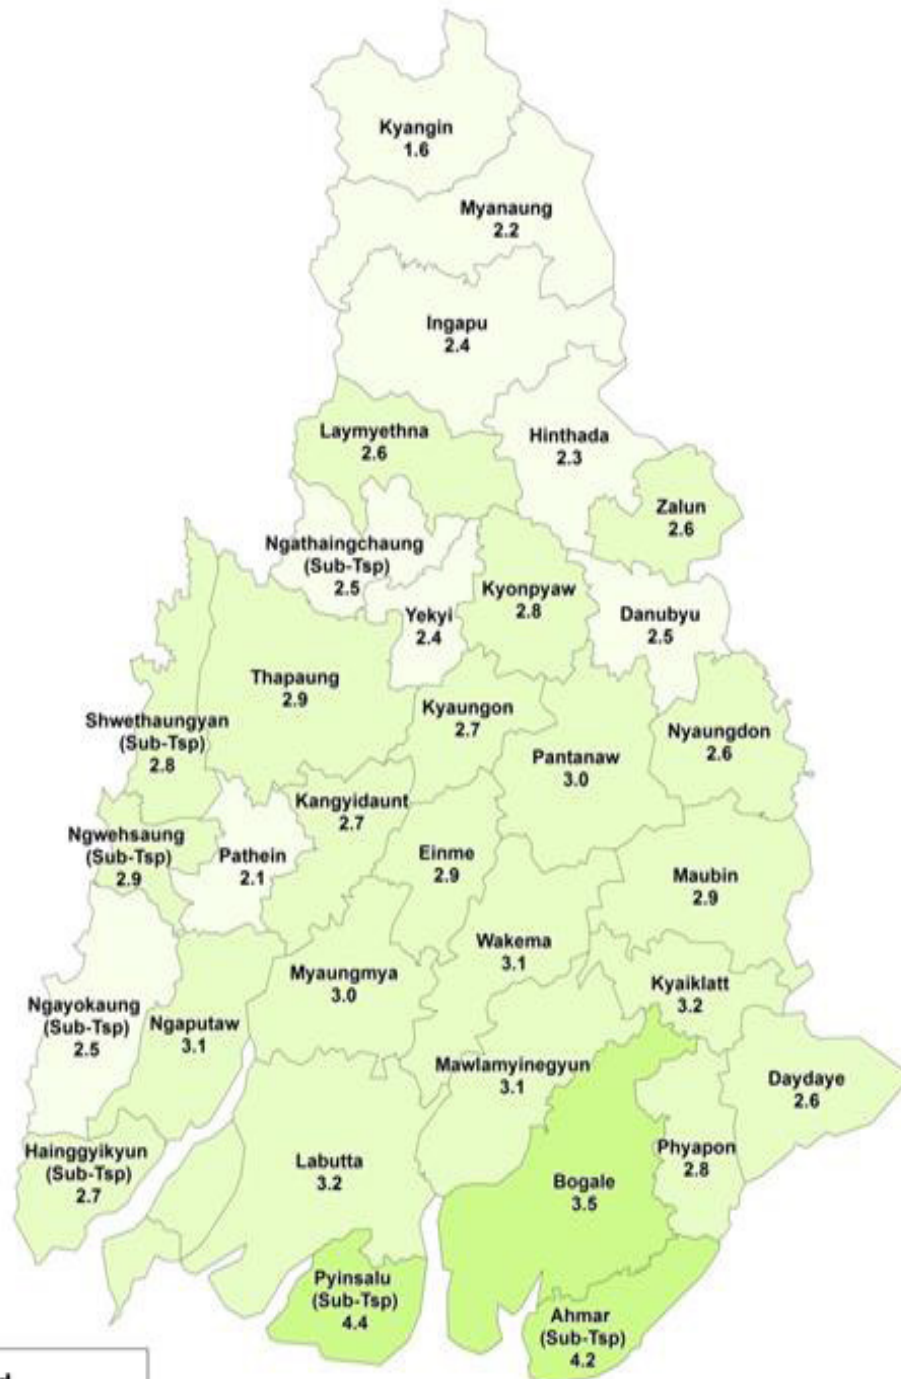 Kyangin
1.6
Myanaung
2.2
Ingapu
2.4
Laymyethna
2.6
Hinthada
2.3
Zalun
2.6
Ngathaingchaung
(Sub-Tsp)
2.5
Kyonpyaw
2.8
Yekyi
2.4
Danubyu
2.5
Thapaung
2.9
Kyaungon
2.7
Shwethaungyan
(Sub-Tsp)
2.8
Nyaungdon
2.6
Pantanaw
3.0
Kangyidaunt
2.7
Ngwehsaung
(Sub-Tsp)
2.9
Pathein
2.1
Einme
2.9
Maubin
2.9
Wakema
3.1
Myaungmya
3.0
Kyaiklatt
3.2
Ngayokaung
(Sub-Tsp)
2.5
Ngaputaw
3.1
Mawlamyinegyun
3.1
Daydaye
2.6
Hainggyikyun
(Sub-Tsp)
2.7
Labutta
3.2
Phyapon
2.8
Bogale
3.5
Pyinsalu
(Sub-Tsp)
4.4
Ahmar
(Sub-Tsp)
4.2